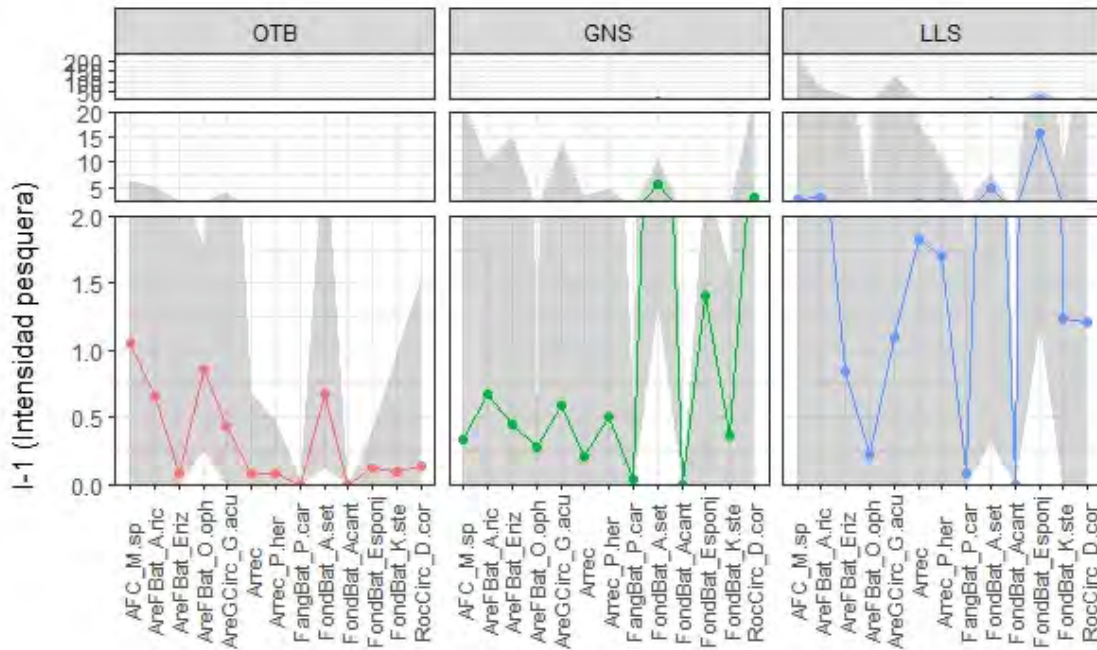 OTB GNS LLS
200
50
20
15
10
5
2.0
1.5
1.0
0.5
0.0
I-1 (Intensidad pesquera)
AFC_M.sp AreFBat_A.ric AreFBat_Eriz AreFBat_O.oph AreGCirc_G.acu Arrec Arrec_P.her FangBat_P.car FondBat_A.set FondBat_Acant FondBat_Esponj FondBat_K.ste RocCirc_D.cor
AFC_M.sp AreFBat_A.ric AreFBat_Eriz AreFBat_O.oph AreGCirc_G.acu Arrec Arrec_P.her FangBat_P.car FondBat_A.set FondBat_Acant FondBat_Esponj FondBat_K.ste RocCirc_D.cor
AFC_M.sp AreFBat_A.ric AreFBat_Eriz AreFBat_O.oph AreGCirc_G.acu Arrec Arrec_P.her FangBat_P.car FondBat_A.set FondBat_Acant FondBat_Esponj FondBat_K.ste RocCirc_D.cor